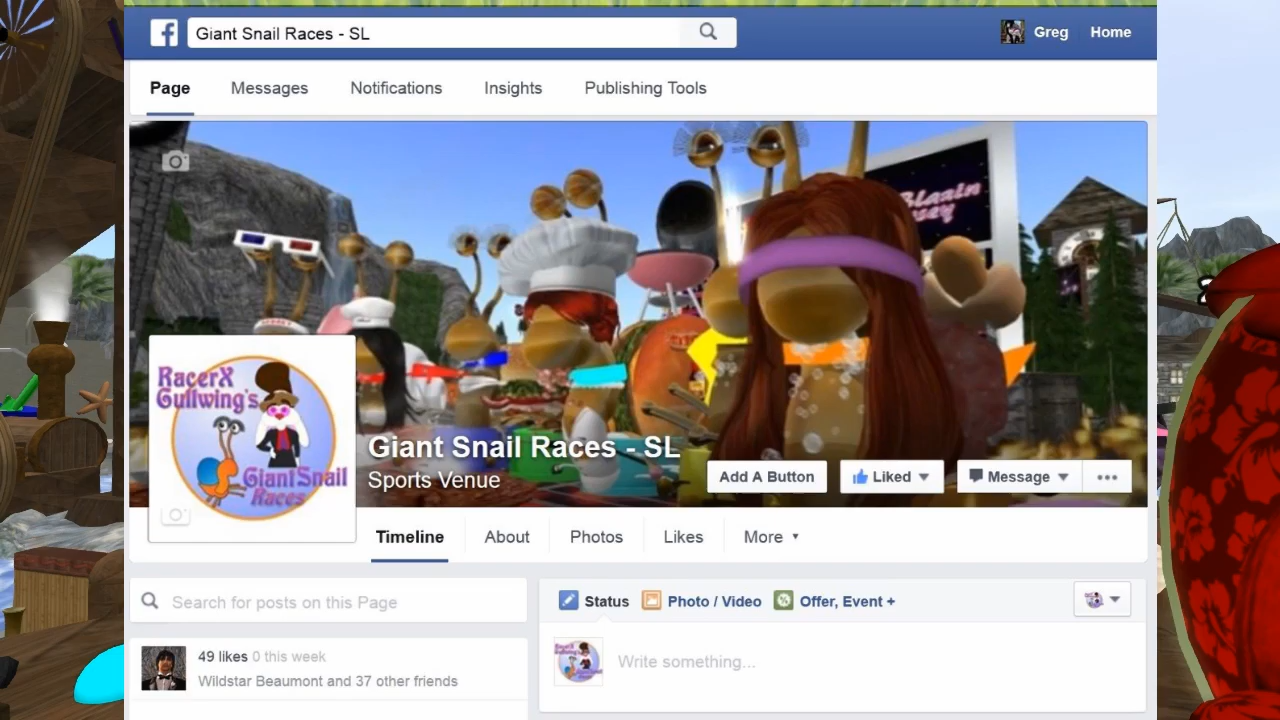 Giant Snail Races - SL
Greg Home
Page Messages Notifications Insights Publishing Tools
RacerX
Gullwing's
Giant Snail
Races
Giant Snail Races - SL
Sports Venue
Add A Button Liked Message
Timeline About Photos Likes More
Search for posts on this Page
Status Photo / Video Offer, Event +
Write something...
49 likes 0 this week
Wildstar Beaumont and 37 other friends